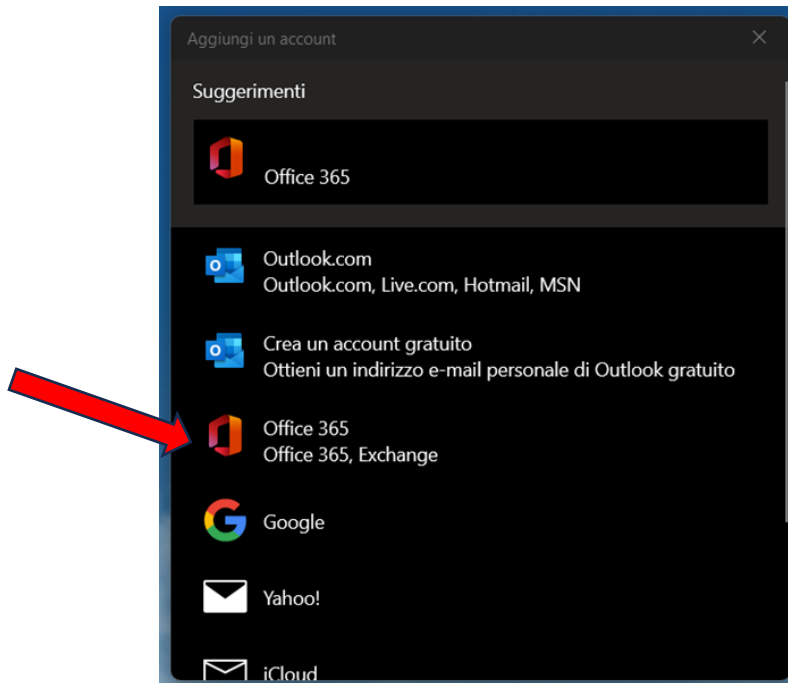 Aggiungi un account
Suggerimenti
Office 365
Outlook.com
Outlook.com, Live.com, Hotmail, MSN
Crea un account gratuito
Ottieni un indirizzo e-mail personale di Outlook gratuito
Office 365
Office 365, Exchange
Google
Yahoo!
iCloud